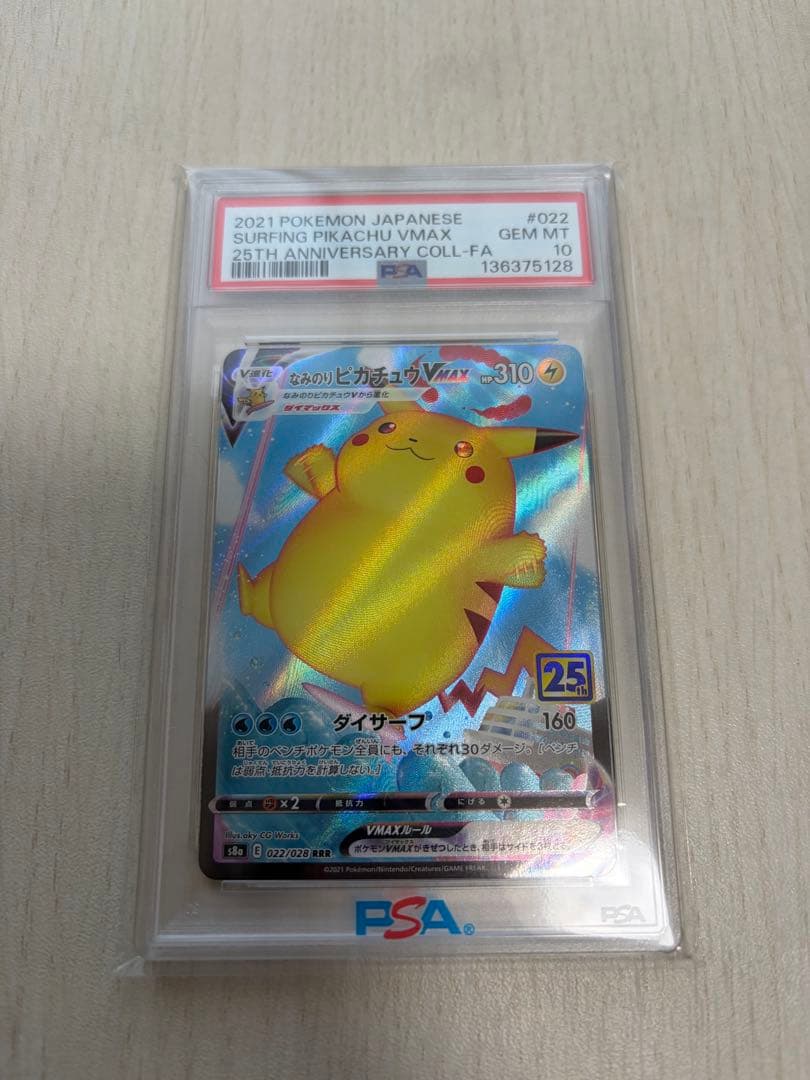 2021 POKEMON JAPANESE #022
SURFING PIKACHU VMAX GEM MT
25TH ANNIVERSARY COLL-FA 10
PSA 136375128
V進化
なみのりピカチュウVMAX HP310
なみのりピカチュウVから進化
ダイマックス
25th
ダイサーフ 160
相手のベンチポケモン全員にも、それぞれ30ダメージ。[ベンチ
は弱点・抵抗力を計算しない。]
弱点 ×2 抵抗力 にげる
Illus.aky CG Works
VMAXルール
s8a E 022/028 RRR
ポケモンVMAXがきぜつしたとき、相手はサイドを3枚とる。
©2021 Pokémon/Nintendo/Creatures/GAME FREAK.
PSA®
PSA